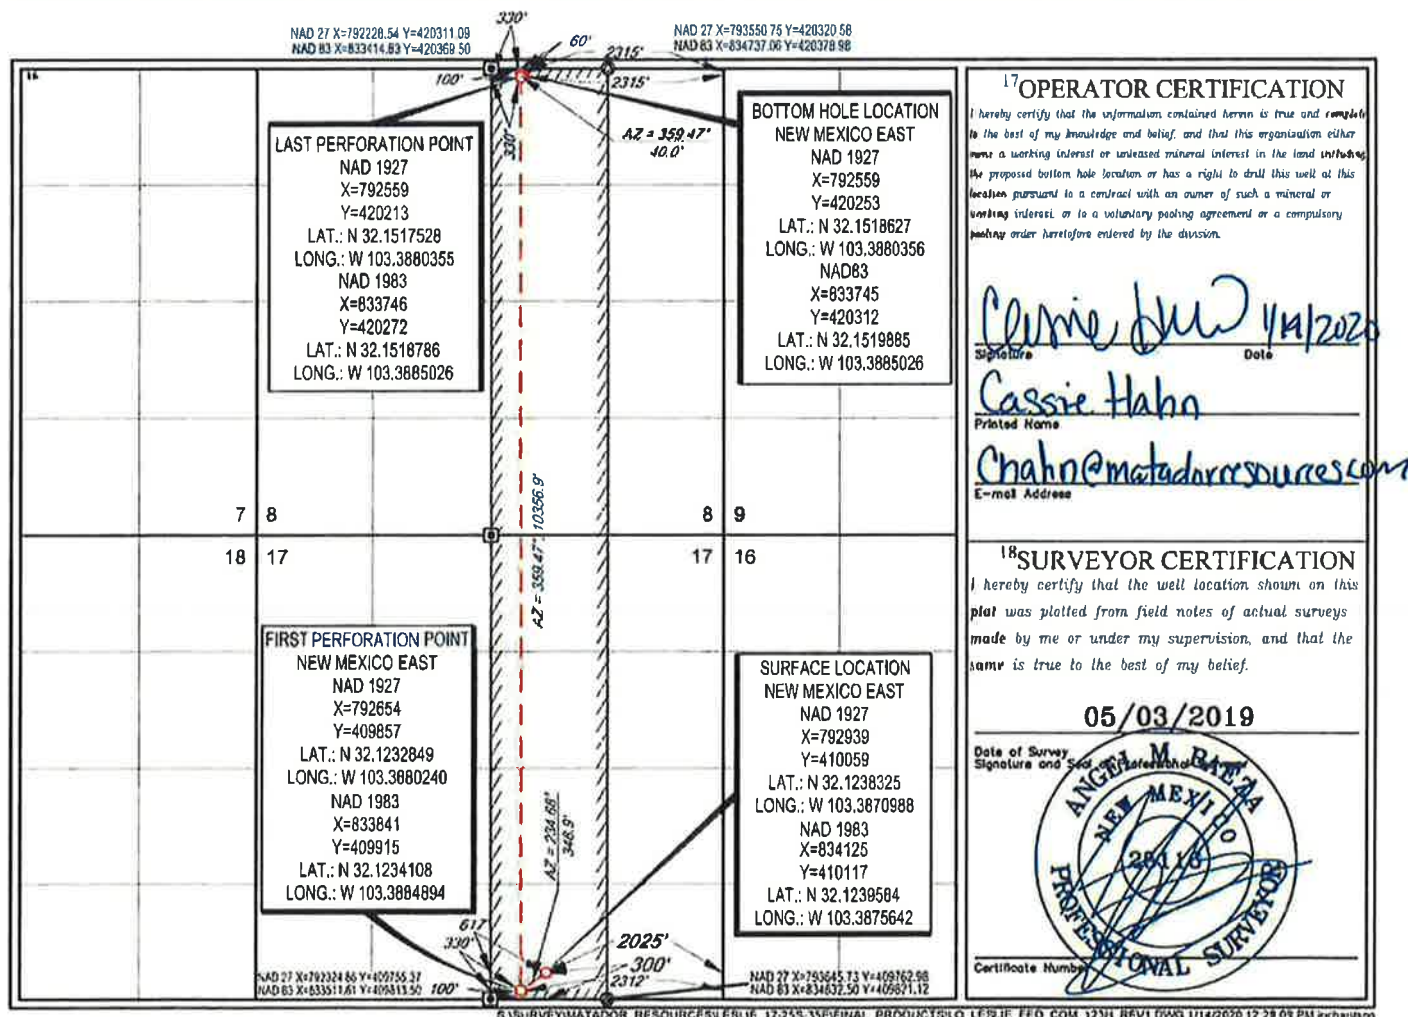 330'
NAD 27 X=792228.54 Y=420311.09
NAD 83 X=833414.83 Y=420369.50
60'
2315'
NAD 27 X=793550.75 Y=420320.58
NAD 83 X=834737.06 Y=420378.98
16
100'
2315'
330'
AZ = 359.47°
40.0'
LAST PERFORATION POINT
NAD 1927
X=792559
Y=420213
LAT.: N 32.1517528
LONG.: W 103.3880355
NAD 1983
X=833746
Y=420272
LAT.: N 32.1518786
LONG.: W 103.3885026
BOTTOM HOLE LOCATION
NEW MEXICO EAST
NAD 1927
X=792559
Y=420253
LAT.: N 32.1518627
LONG.: W 103.3880356
NAD83
X=833745
Y=420312
LAT.: N 32.1519885
LONG.: W 103.3885026
7 8
8 9
18 17
17 16
AZ = 359.47°, 10356.9'
FIRST PERFORATION POINT
NEW MEXICO EAST
NAD 1927
X=792654
Y=409857
LAT.: N 32.1232849
LONG.: W 103.3880240
NAD 1983
X=833841
Y=409915
LAT.: N 32.1234108
LONG.: W 103.3884894
SURFACE LOCATION
NEW MEXICO EAST
NAD 1927
X=792939
Y=410059
LAT.: N 32.1238325
LONG.: W 103.3870988
NAD 1983
X=834125
Y=410117
LAT.: N 32.1239584
LONG.: W 103.3875642
AZ = 234.68°
348.9'
617'
330'
2025'
300'
2312'
100'
NAD 27 X=792324.86 Y=409755.37
NAD 83 X=833511.61 Y=409813.50
NAD 27 X=793645.73 Y=409762.98
NAD 83 X=834832.50 Y=409821.12
17OPERATOR CERTIFICATION
I hereby certify that the information contained herein is true and complete
to the best of my knowledge and belief, and that this organization either
owns a working interest or unleased mineral interest in the land including
the proposed bottom hole location or has a right to drill this well at this
location pursuant to a contract with an owner of such a mineral or
working interest, or to a voluntary pooling agreement or a compulsory
pooling order heretofore entered by the division.
1/14/2020
Signature Date
Cassie Hahn
Printed Name
Chahn@matadorresources.com
E-mail Address
18SURVEYOR CERTIFICATION
I hereby certify that the well location shown on this
plat was plotted from field notes of actual surveys
made by me or under my supervision, and that the
same is true to the best of my belief.
05/03/2019
Date of Survey
Signature and Seal of Professional
ANGEL M. BAEZA
NEW MEXICO
PROFESSIONAL SURVEYOR
Certificate Number
S:\SURVEY\MATADOR_RESOURCES\LESLIE_17-25S-35E\FINAL_PRODUCTS\LO_LESLIE_FED_COM_123H_REV1.DWG 1/14/2020 12:28:09 PM